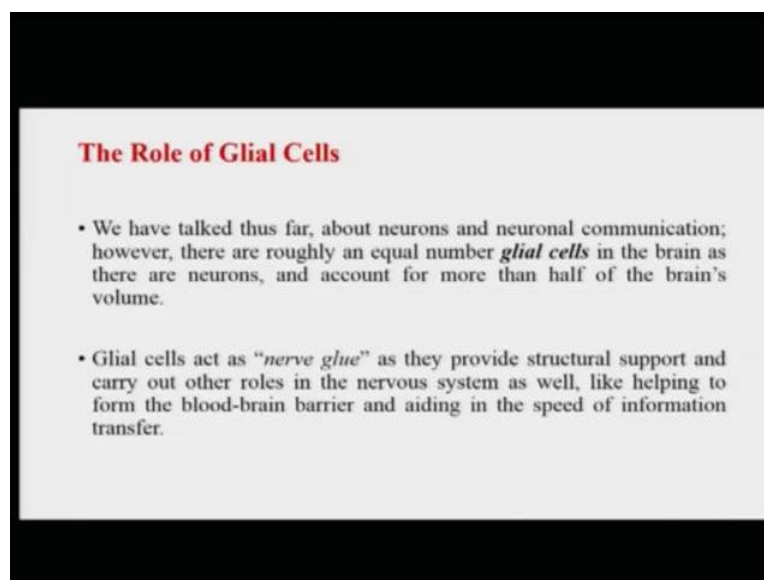 The Role of Glial Cells
• We have talked thus far, about neurons and neuronal communication;
however, there are roughly an equal number glial cells in the brain as
there are neurons, and account for more than half of the brain's
volume.
• Glial cells act as “nerve glue” as they provide structural support and
carry out other roles in the nervous system as well, like helping to
form the blood-brain barrier and aiding in the speed of information
transfer.